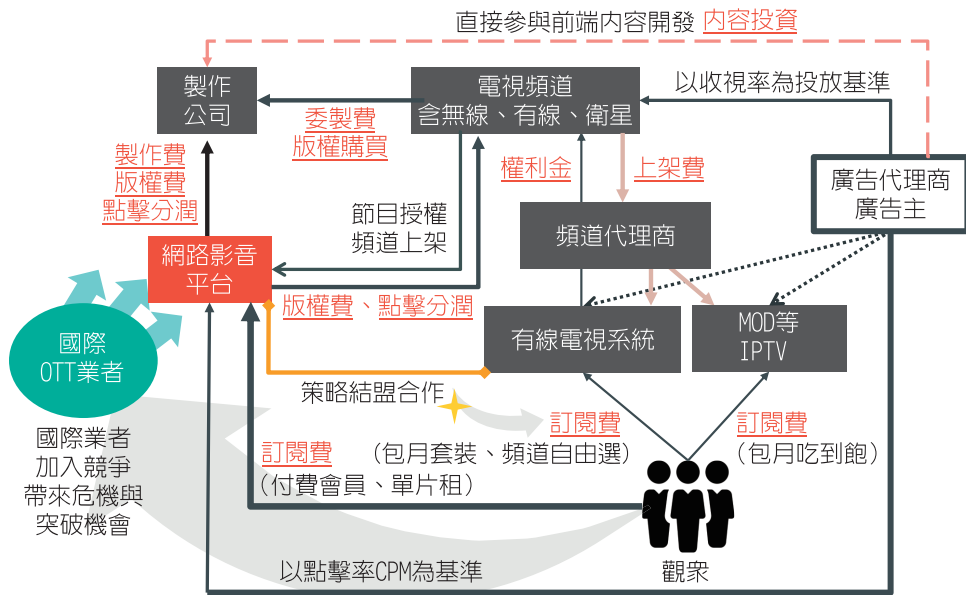 直接參與前端內容開發 內容投資
製作
公司
電視頻道
含無線、有線、衛星
以收視率為投放基準
委製費
版權購買
製作費
版權費
點擊分潤
權利金
上架費
廣告代理商
廣告主
節目授權
頻道上架
頻道代理商
網路影音
平台
版權費、點擊分潤
有線電視系統
MOD等
IPTV
國際
OTT業者
策略結盟合作
國際業者
加入競爭
帶來危機與
突破機會
訂閱費
(付費會員、單片租)
訂閱費
(包月套裝、頻道自由選)
訂閱費
(包月吃到飽)
以點擊率CPM為基準
觀眾